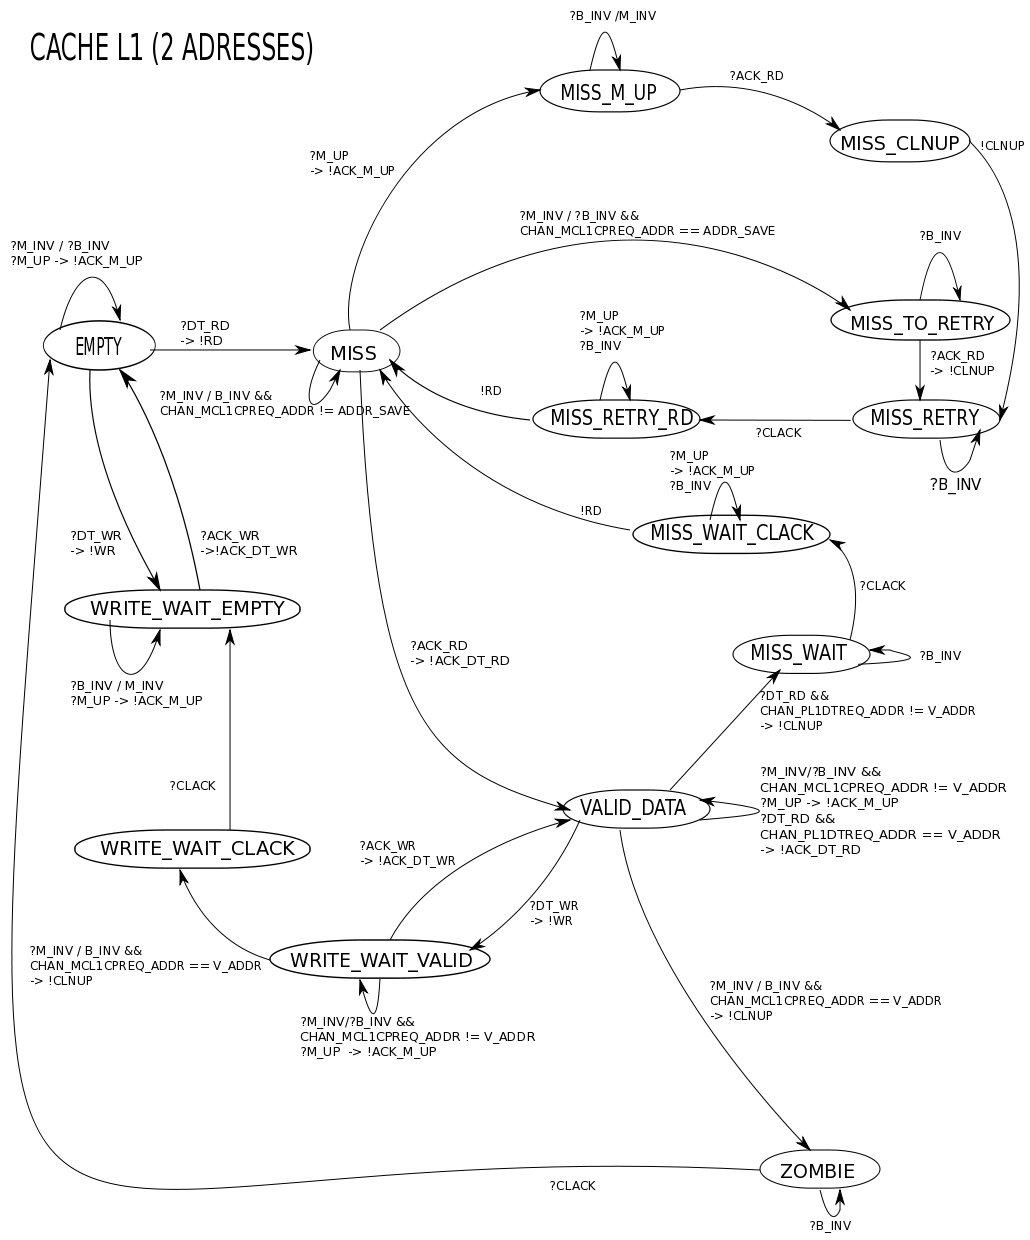 CACHE L1 (2 ADRESSES)
?B_INV /M_INV
MISS_M_UP
?ACK_RD
MISS_CLNUP
!CLNUP
?M_UP
-> !ACK_M_UP
?M_INV / ?B_INV &&
CHAN_MCL1CPREQ_ADDR == ADDR_SAVE
?B_INV
MISS_TO_RETRY
?M_INV / ?B_INV
?M_UP -> !ACK_M_UP
EMPTY
?DT_RD
-> !RD
MISS
?M_INV / B_INV &&
CHAN_MCL1CPREQ_ADDR != ADDR_SAVE
?M_UP
-> !ACK_M_UP
?B_INV
!RD
MISS_RETRY_RD
?ACK_RD
-> !CLNUP
MISS_RETRY
?CLACK
?B_INV
?M_UP
-> !ACK_M_UP
?B_INV
!RD
MISS_WAIT_CLACK
?CLACK
?DT_WR
-> !WR
?ACK_WR
->!ACK_DT_WR
WRITE_WAIT_EMPTY
?B_INV / M_INV
?M_UP -> !ACK_M_UP
?ACK_RD
-> !ACK_DT_RD
MISS_WAIT
?B_INV
?DT_RD &&
CHAN_PL1DTREQ_ADDR != V_ADDR
-> !CLNUP
?CLACK
VALID_DATA
?M_INV/?B_INV &&
CHAN_MCL1CPREQ_ADDR != V_ADDR
?M_UP -> !ACK_M_UP
?DT_RD &&
CHAN_PL1DTREQ_ADDR == V_ADDR
-> !ACK_DT_RD
WRITE_WAIT_CLACK
?ACK_WR
-> !ACK_DT_WR
?DT_WR
-> !WR
?M_INV / B_INV &&
CHAN_MCL1CPREQ_ADDR == V_ADDR
-> !CLNUP
WRITE_WAIT_VALID
?M_INV/?B_INV &&
CHAN_MCL1CPREQ_ADDR != V_ADDR
?M_UP  -> !ACK_M_UP
?M_INV / B_INV &&
CHAN_MCL1CPREQ_ADDR == V_ADDR
-> !CLNUP
ZOMBIE
?CLACK
?B_INV